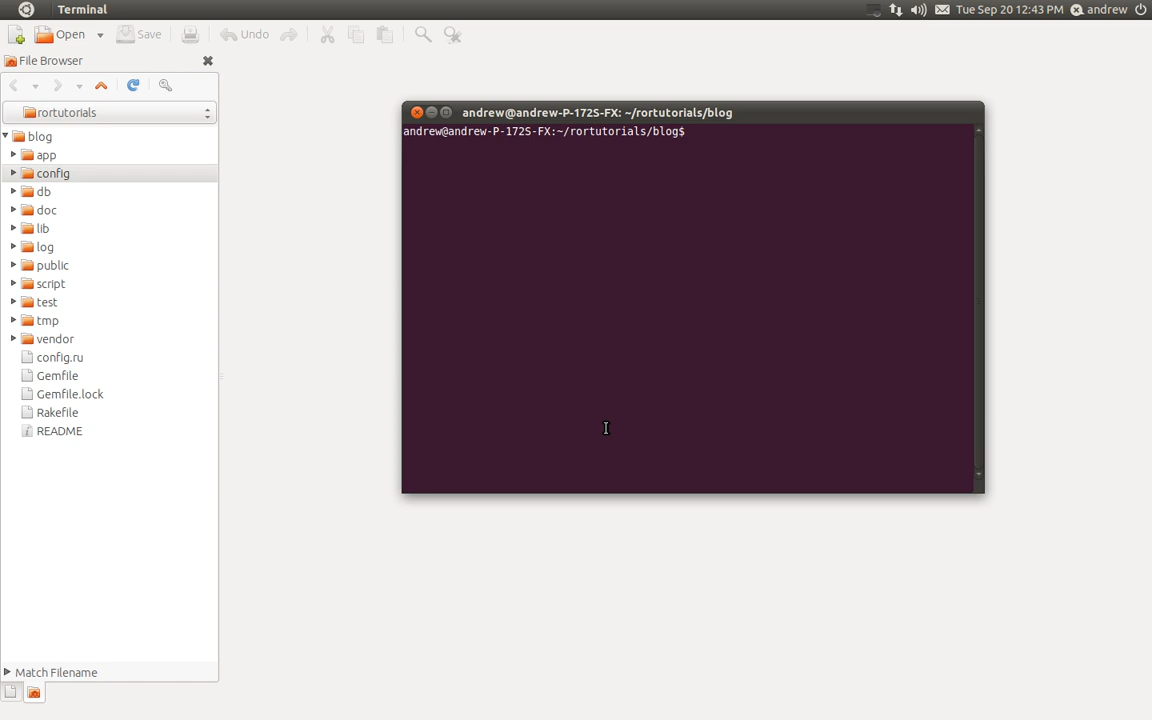 Terminal
Tue Sep 20 12:43 PM
andrew
Open
Save
Undo
File Browser
rortutorials
blog
app
config
db
doc
lib
log
public
script
test
tmp
vendor
config.ru
Gemfile
Gemfile.lock
Rakefile
README
Match Filename
andrew@andrew-P-172S-FX: ~/rortutorials/blog
andrew@andrew-P-172S-FX:~/rortutorials/blog$